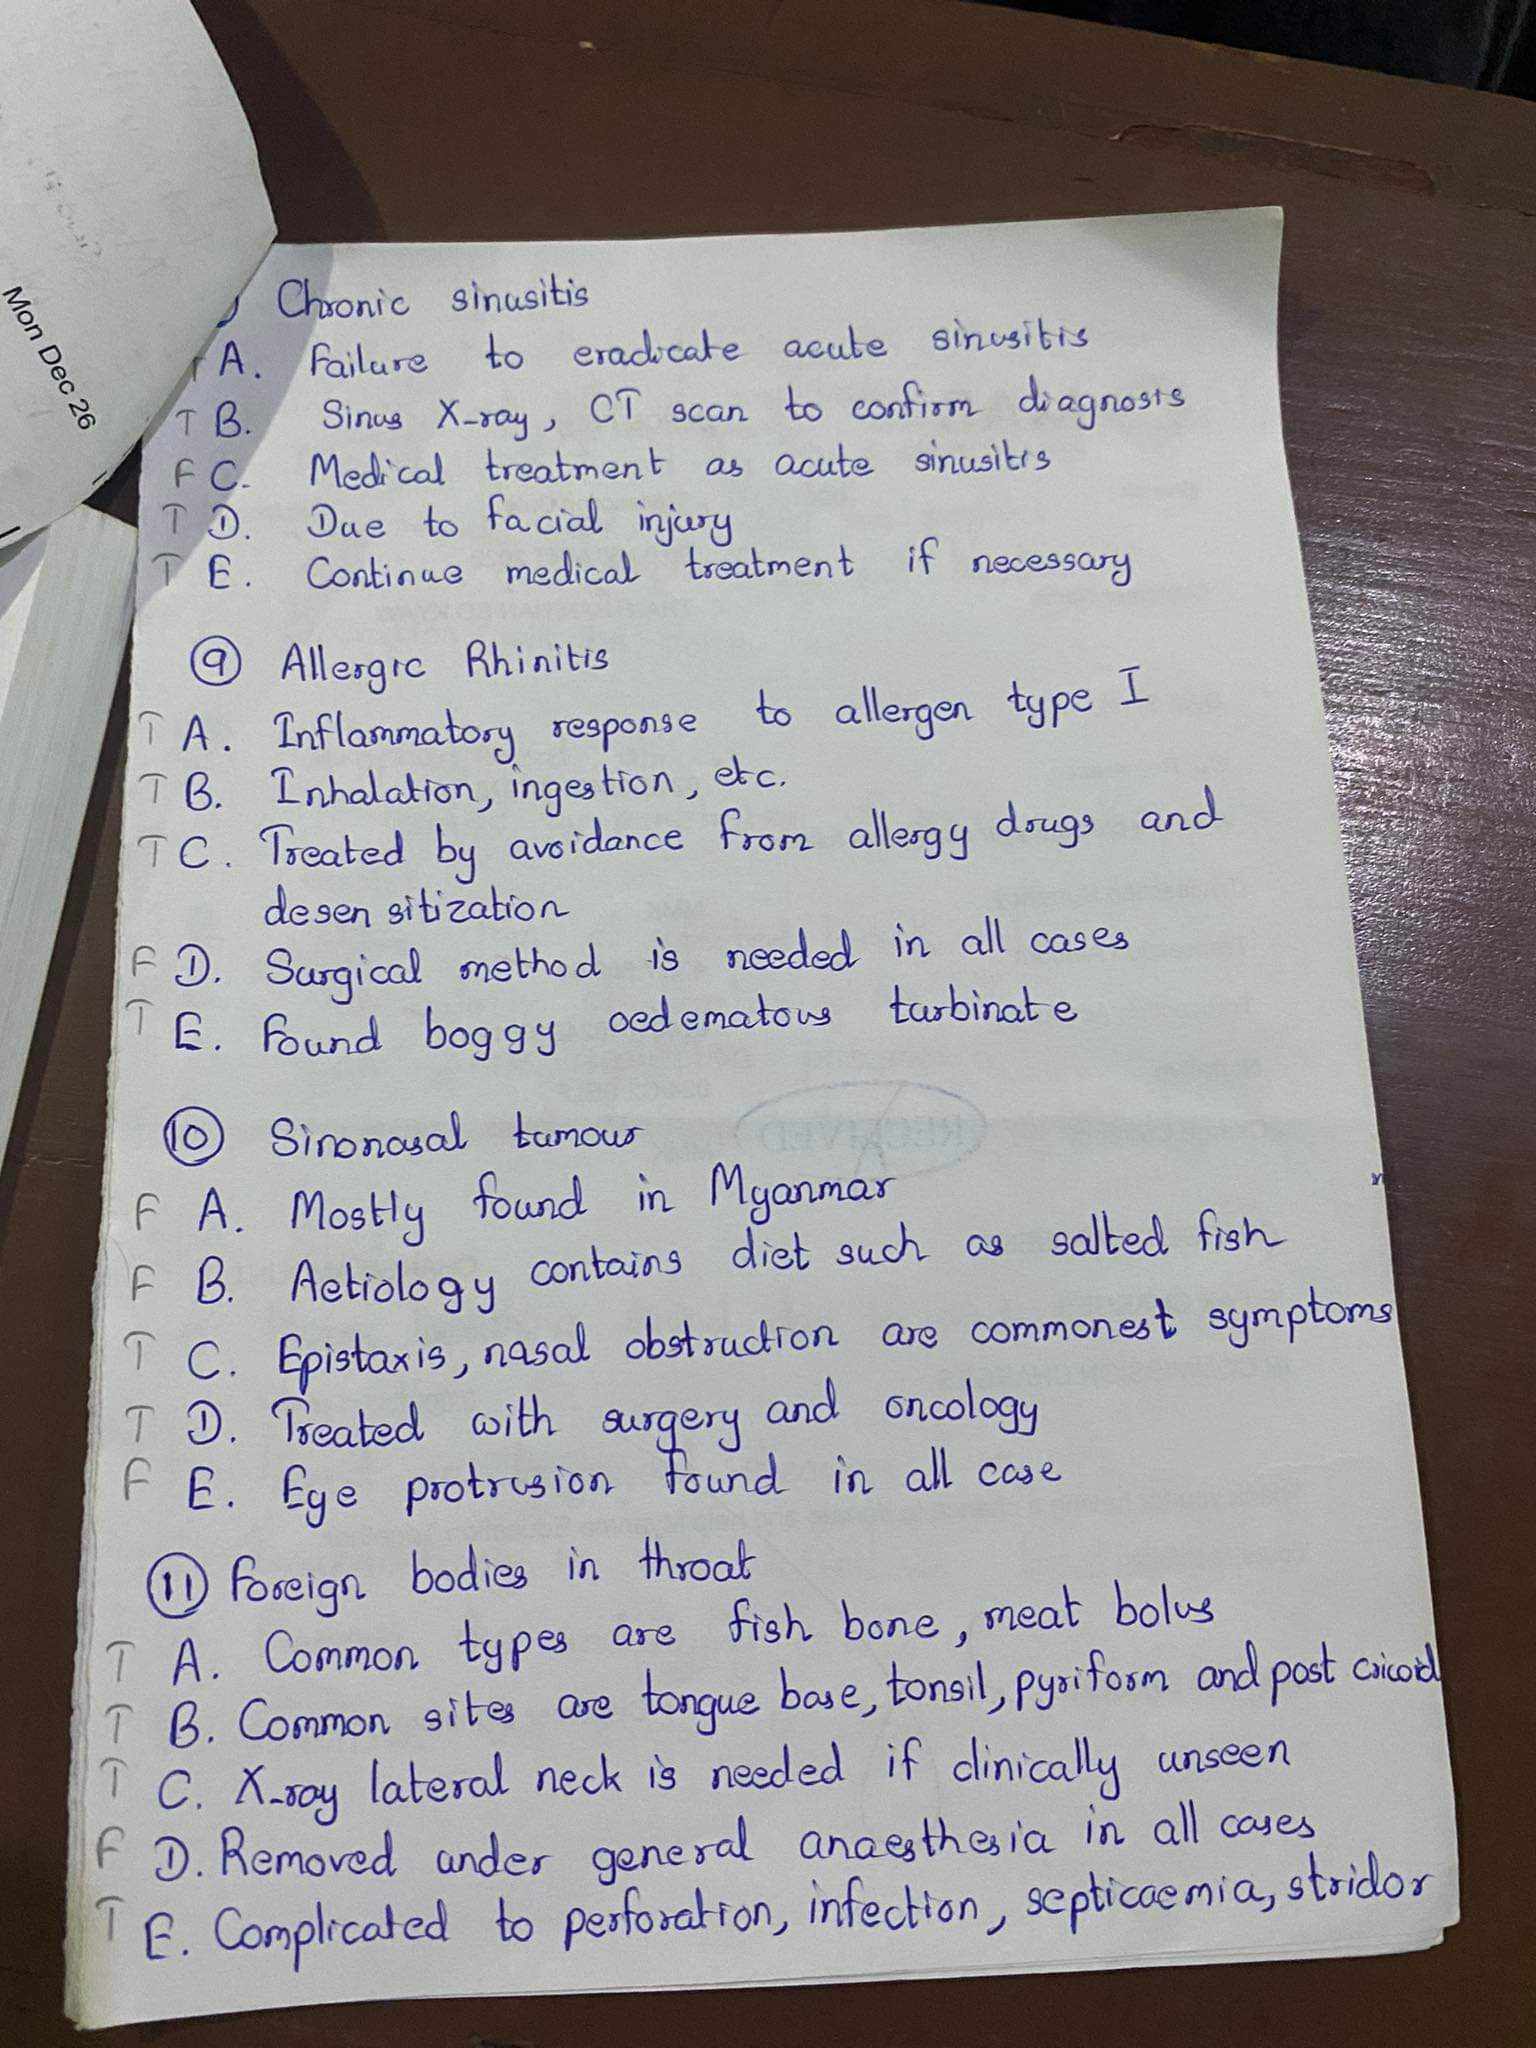 Mon Dec 26
) Chronic sinusitis
T A. Failure to eradicate acute sinusitis
T B. Sinus X-ray, CT scan to confirm diagnosis
F C. Medical treatment as acute sinusitis
T D. Due to facial injury
T E. Continue medical treatment if necessary
9 Allergic Rhinitis
T A. Inflammatory response to allergen type I
T B. Inhalation, ingestion, etc.
T C. Treated by avoidance from allergy drugs and
desensitization
F D. Surgical method is needed in all cases
T E. Found boggy oedematous turbinate
10 Sinonasal tumour
F A. Mostly found in Myanmar
F B. Aetiology contains diet such as salted fish
T C. Epistaxis, nasal obstruction are commonest symptoms
T D. Treated with surgery and oncology
F E. Eye protrusion found in all case
11 Foreign bodies in throat
T A. Common types are fish bone, meat bolus
T B. Common sites are tongue base, tonsil, pyriform and post cricoid
T C. X-ray lateral neck is needed if clinically unseen
F D. Removed under general anaesthesia in all cases
T E. Complicated to perforation, infection, septicaemia, stridor